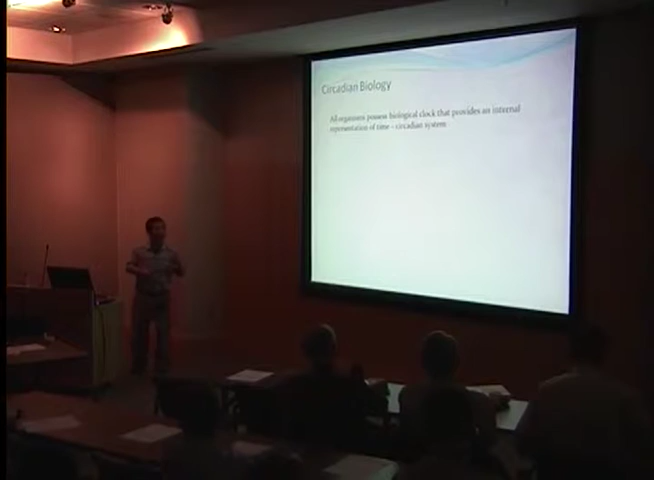 Circadian Biology
All organisms possess biological clock that provides an internal
representation of time – circadian system